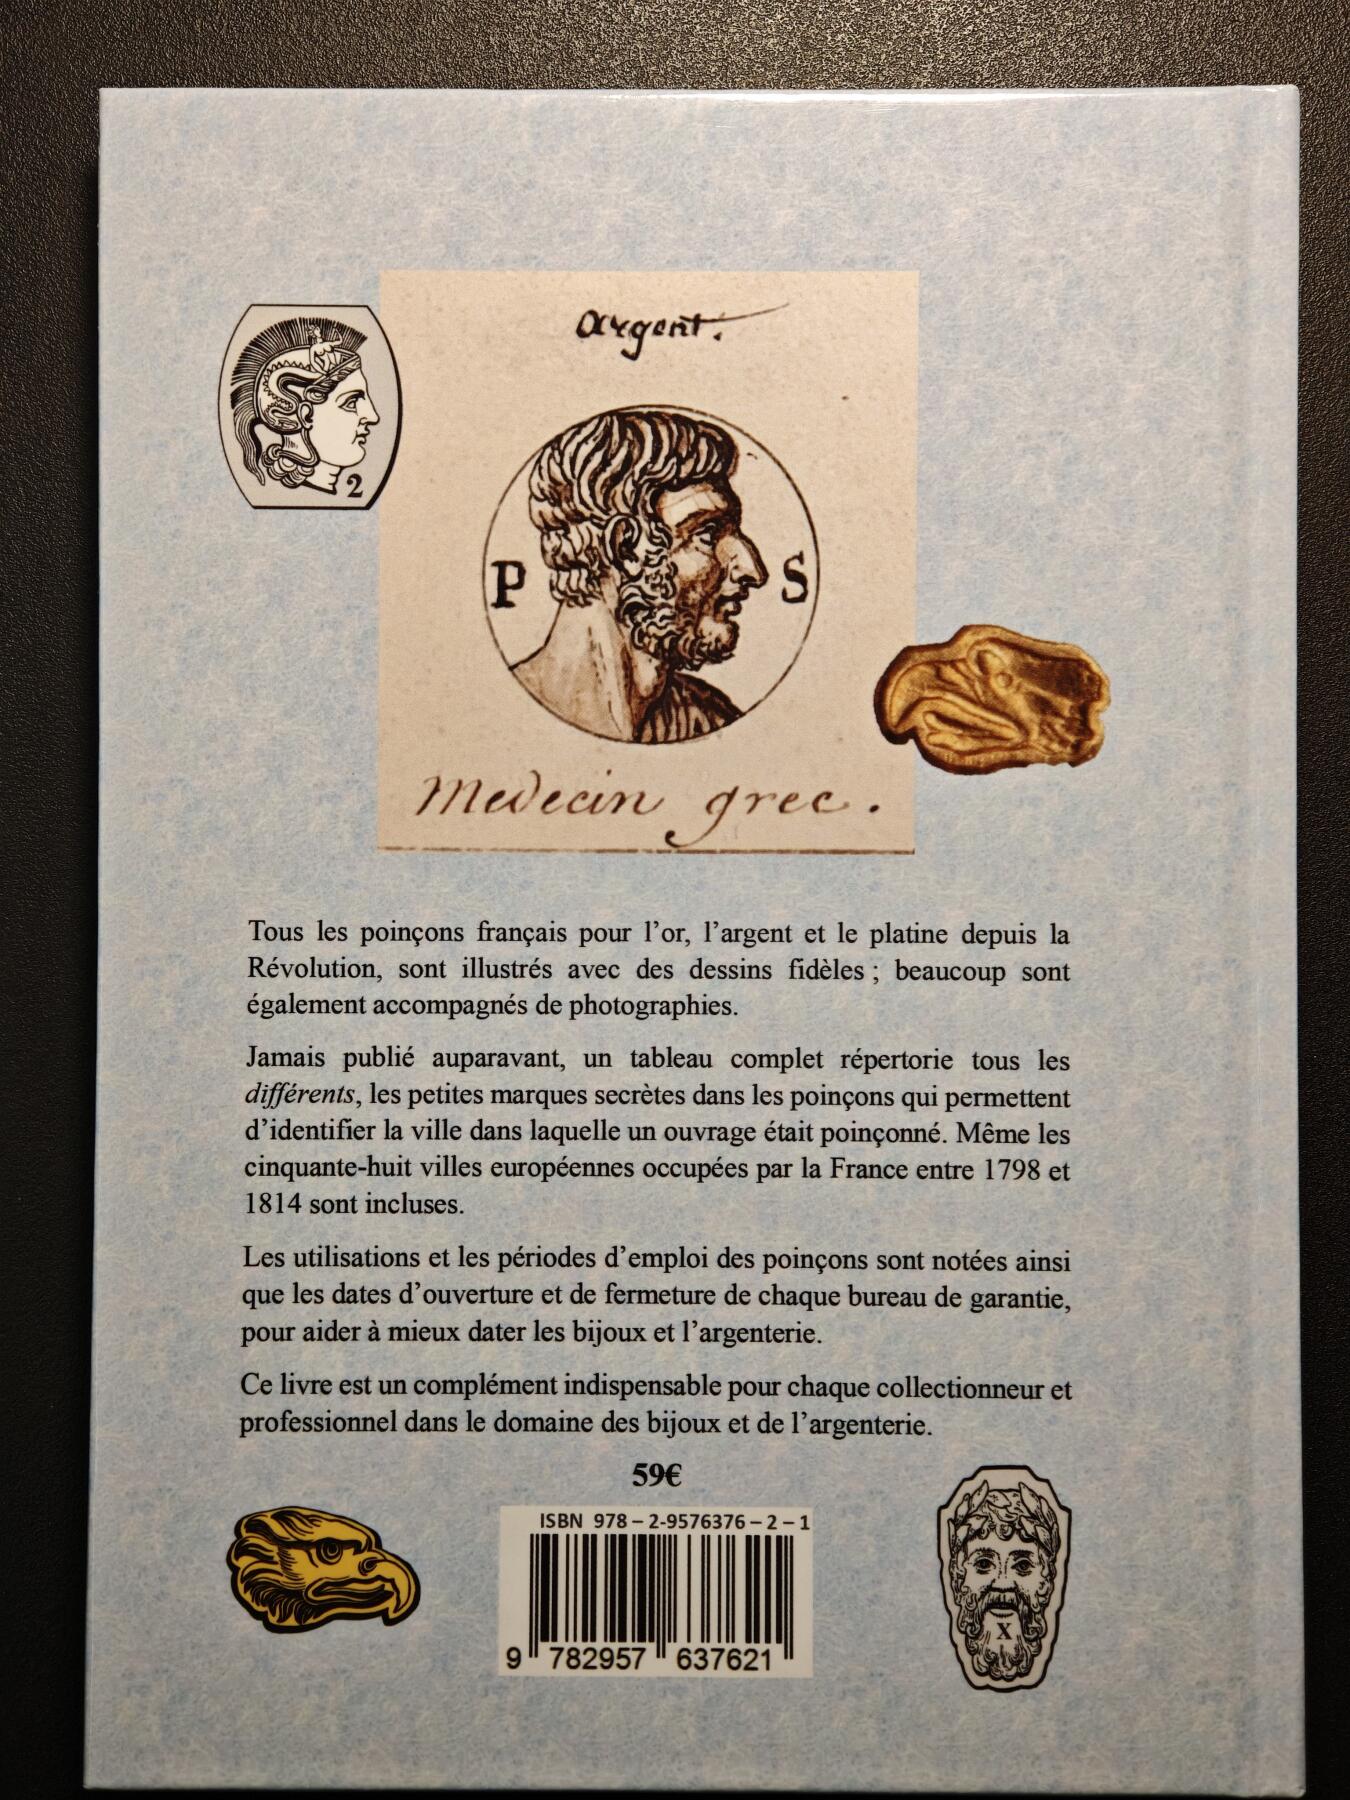 argent.
2
P S
Medecin grec.
Tous les poinçons français pour l’or, l’argent et le platine depuis la
Révolution, sont illustrés avec des dessins fidèles ; beaucoup sont
également accompagnés de photographies.
Jamais publié auparavant, un tableau complet répertorie tous les
différents, les petites marques secrètes dans les poinçons qui permettent
d’identifier la ville dans laquelle un ouvrage était poinçonné. Même les
cinquante-huit villes européennes occupées par la France entre 1798 et
1814 sont incluses.
Les utilisations et les périodes d’emploi des poinçons sont notées ainsi
que les dates d’ouverture et de fermeture de chaque bureau de garantie,
pour aider à mieux dater les bijoux et l’argenterie.
Ce livre est un complément indispensable pour chaque collectionneur et
professionnel dans le domaine des bijoux et de l’argenterie.
59€
ISBN 978 – 2-9576376 – 2 – 1
X
9 782957 637621